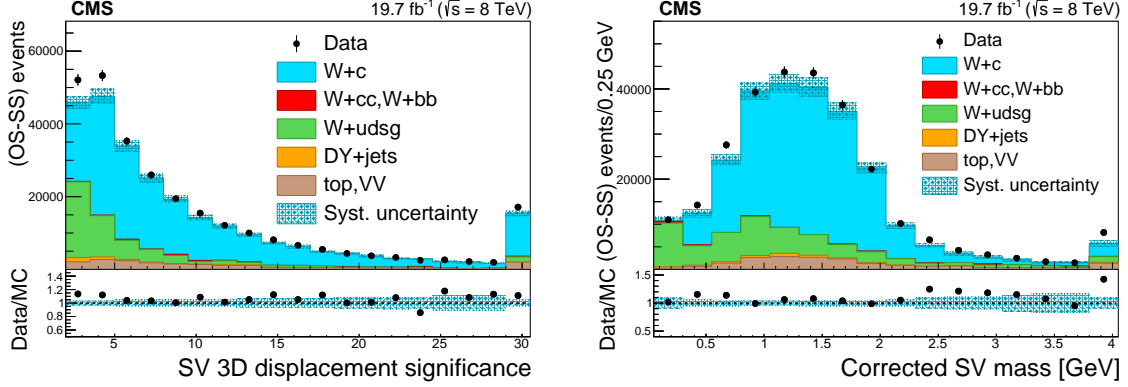 CMS 19.7 fb⁻¹ (√s = 8 TeV)
(OS-SS) events
60000
40000
20000
Data
W+c
W+cc,W+bb
W+udsg
DY+jets
top,VV
Syst. uncertainty
Data/MC
1.4
1.2
1
0.8
0.6
5 10 15 20 25 30
SV 3D displacement significance
CMS 19.7 fb⁻¹ (√s = 8 TeV)
(OS-SS) events/0.25 GeV
40000
20000
Data
W+c
W+cc,W+bb
W+udsg
DY+jets
top,VV
Syst. uncertainty
Data/MC
1.5
1
0.5
0.5 1 1.5 2 2.5 3 3.5 4
Corrected SV mass [GeV]